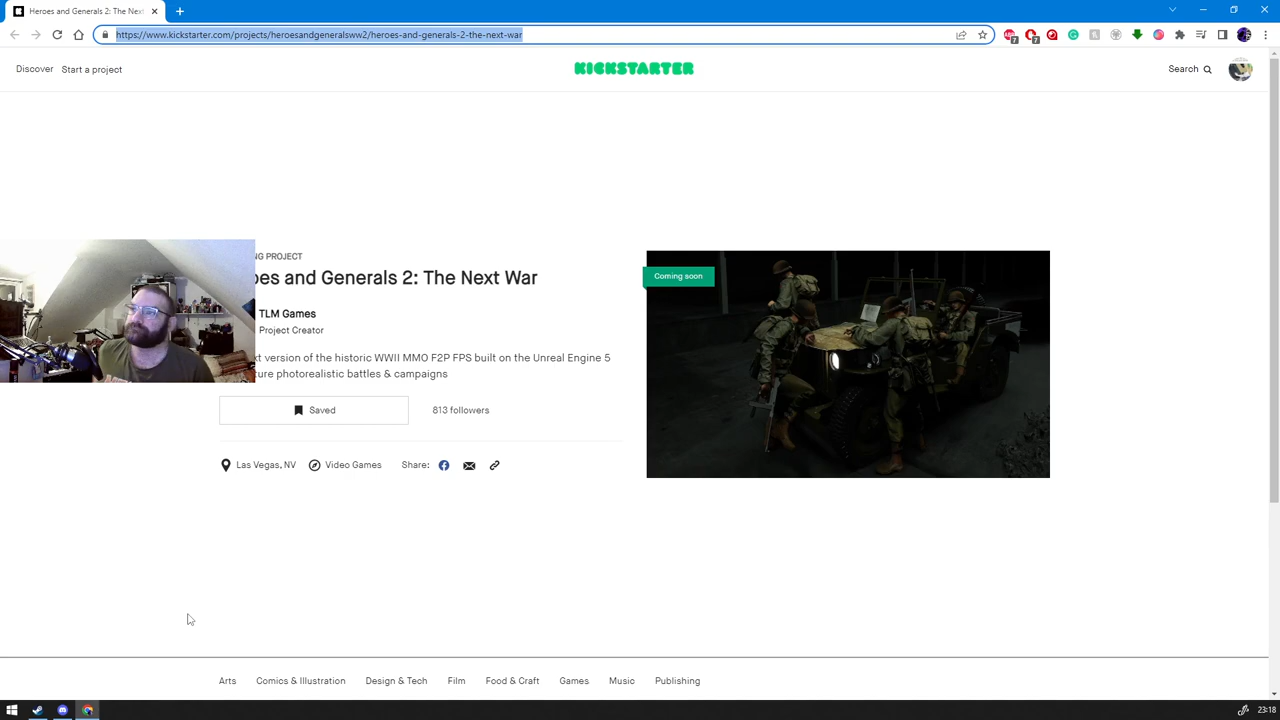 Heroes and Generals 2: The Next
https://www.kickstarter.com/projects/heroesandgeneralsww2/heroes-and-generals-2-the-next-war
7
7
Discover
Start a project
KICKSTARTER
Search
PROJECT
and Generals 2: The Next War
TLM Games
Project Creator
version of the historic WWII MMO F2P FPS built on the Unreal Engine 5
photorealistic battles & campaigns
Saved
813 followers
Las Vegas, NV
Video Games
Share:
Coming soon
Arts
Comics & Illustration
Design & Tech
Film
Food & Craft
Games
Music
Publishing
23:18